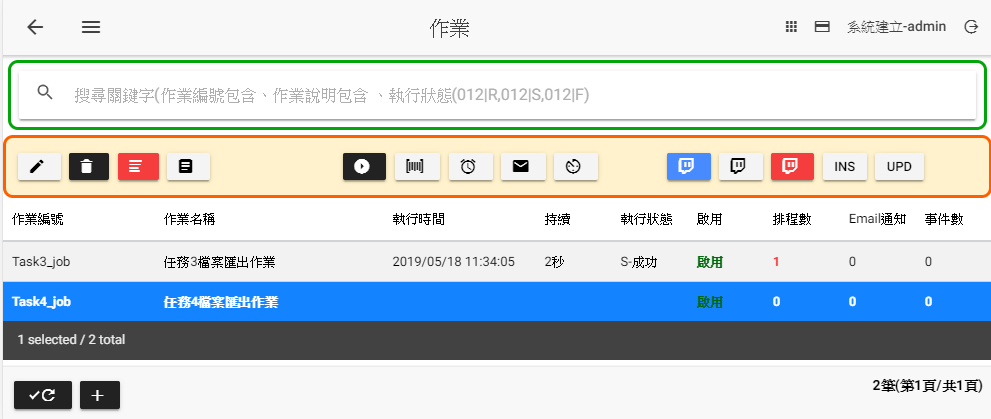 作業
系統建立-admin
搜尋關鍵字(作業編號包含、作業說明包含 、執行狀態(012|R,012|S,012|F)
INS UPD
作業編號 作業名稱 執行時間 持續 執行狀態 啟用 排程數 Email通知 事件數
Task3_job 任務3檔案匯出作業 2019/05/18 11:34:05 2秒 S-成功 啟用 1 0 0
Task4_job 任務4檔案匯出作業 啟用 0 0 0
1 selected / 2 total
2筆(第1頁/共1頁)